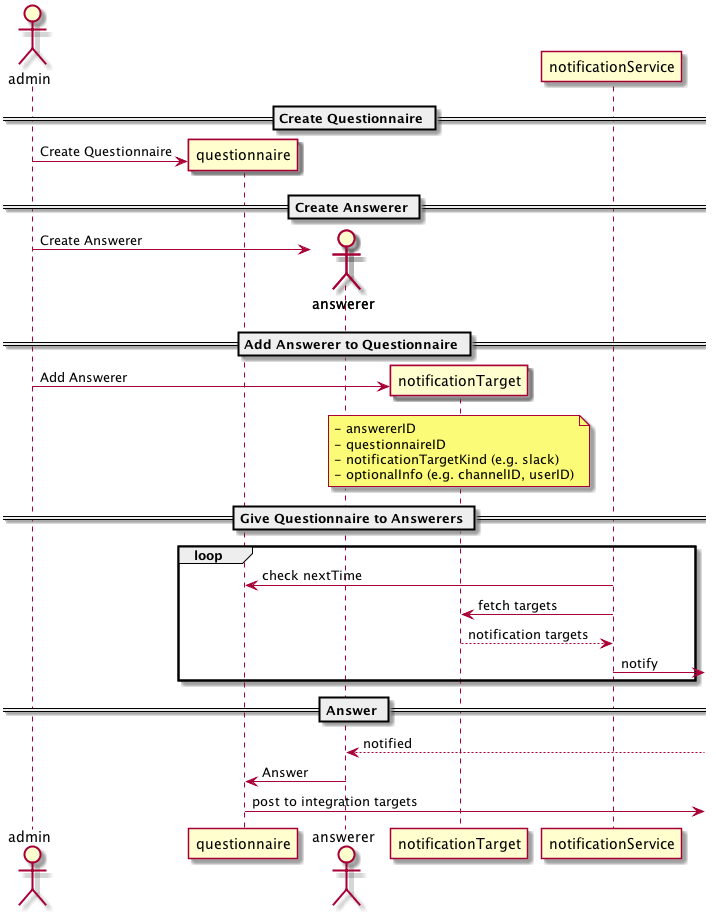 admin
notificationService
Create Questionnaire
Create Questionnaire
questionnaire
Create Answerer
Create Answerer
answerer
Add Answerer to Questionnaire
Add Answerer
notificationTarget
- answererID
- questionnaireID
- notificationTargetKind (e.g. slack)
- optionalInfo (e.g. channelID, userID)
Give Questionnaire to Answerers
loop
check nextTime
fetch targets
notification targets
notify
Answer
notified
Answer
post to integration targets
admin
questionnaire
answerer
notificationTarget
notificationService